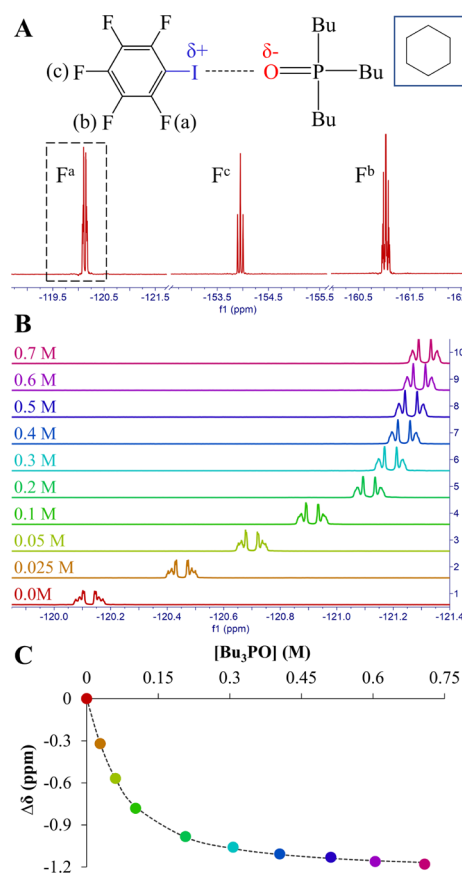 A
F
F
δ+
δ-
Bu
(c) F
I
O
P
Bu
(b) F
F (a)
Bu
Fᵃ
Fᶜ
Fᵇ
-119.5 -120.5 -121.5 -153.5 -154.5 -155.5 -160.5 -161.5 -162.5
f1 (ppm)
B
0.7 M
10
0.6 M
9
0.5 M
8
0.4 M
7
0.3 M
6
0.2 M
5
0.1 M
4
0.05 M
3
0.025 M
2
0.0M
1
-120.0 -120.2 -120.4 -120.6 -120.8 -121.0 -121.2 -121.4
f1 (ppm)
C
[Bu₃PO] (M)
0 0.15 0.3 0.45 0.6 0.75
0
-0.3
-0.6
-0.9
-1.2
Δδ (ppm)